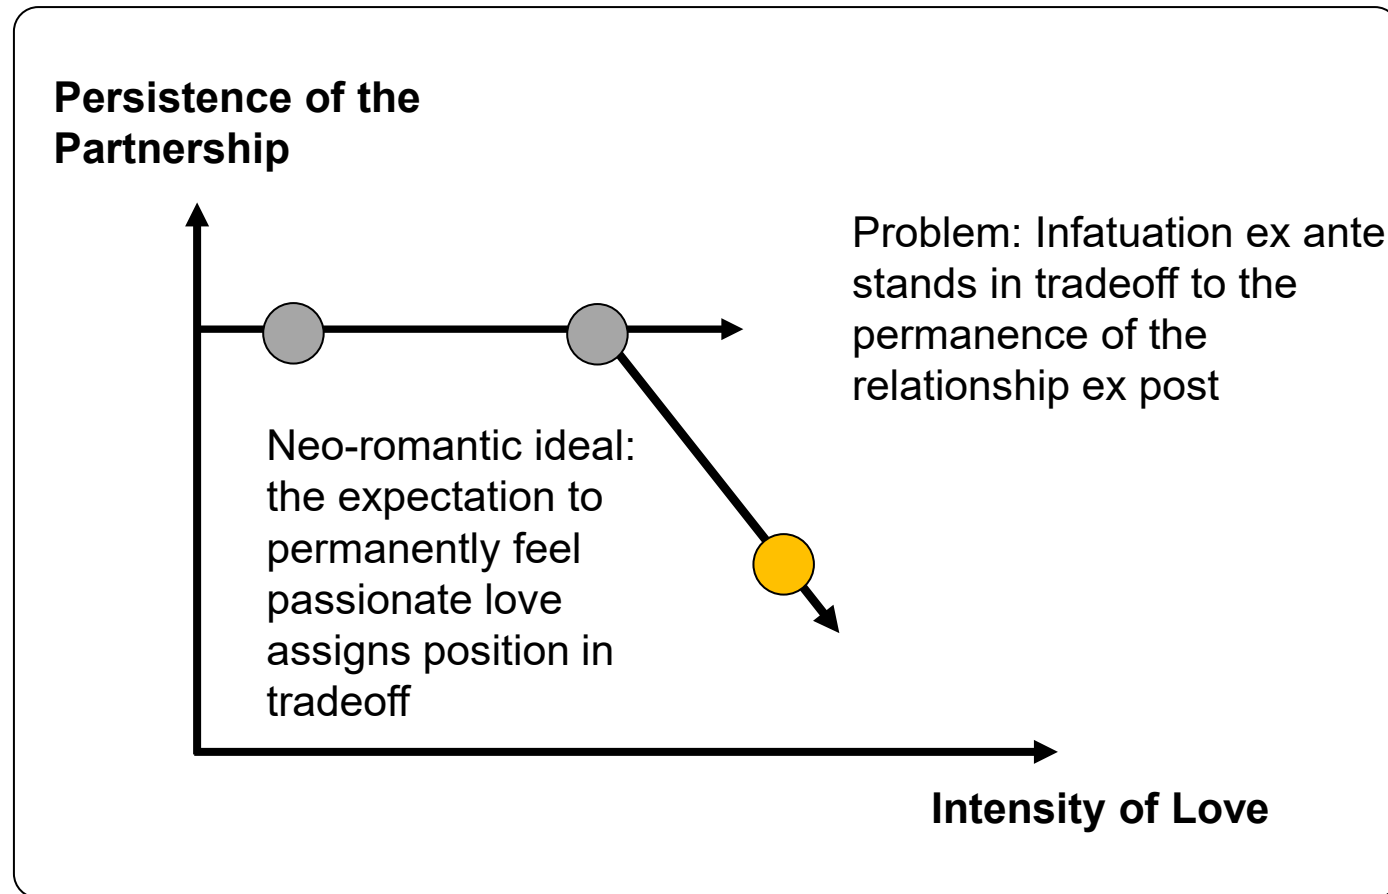 Persistence of the
Partnership
Problem: Infatuation ex ante
stands in tradeoff to the
permanence of the
relationship ex post
Neo-romantic ideal:
the expectation to
permanently feel
passionate love
assigns position in
tradeoff
Intensity of Love